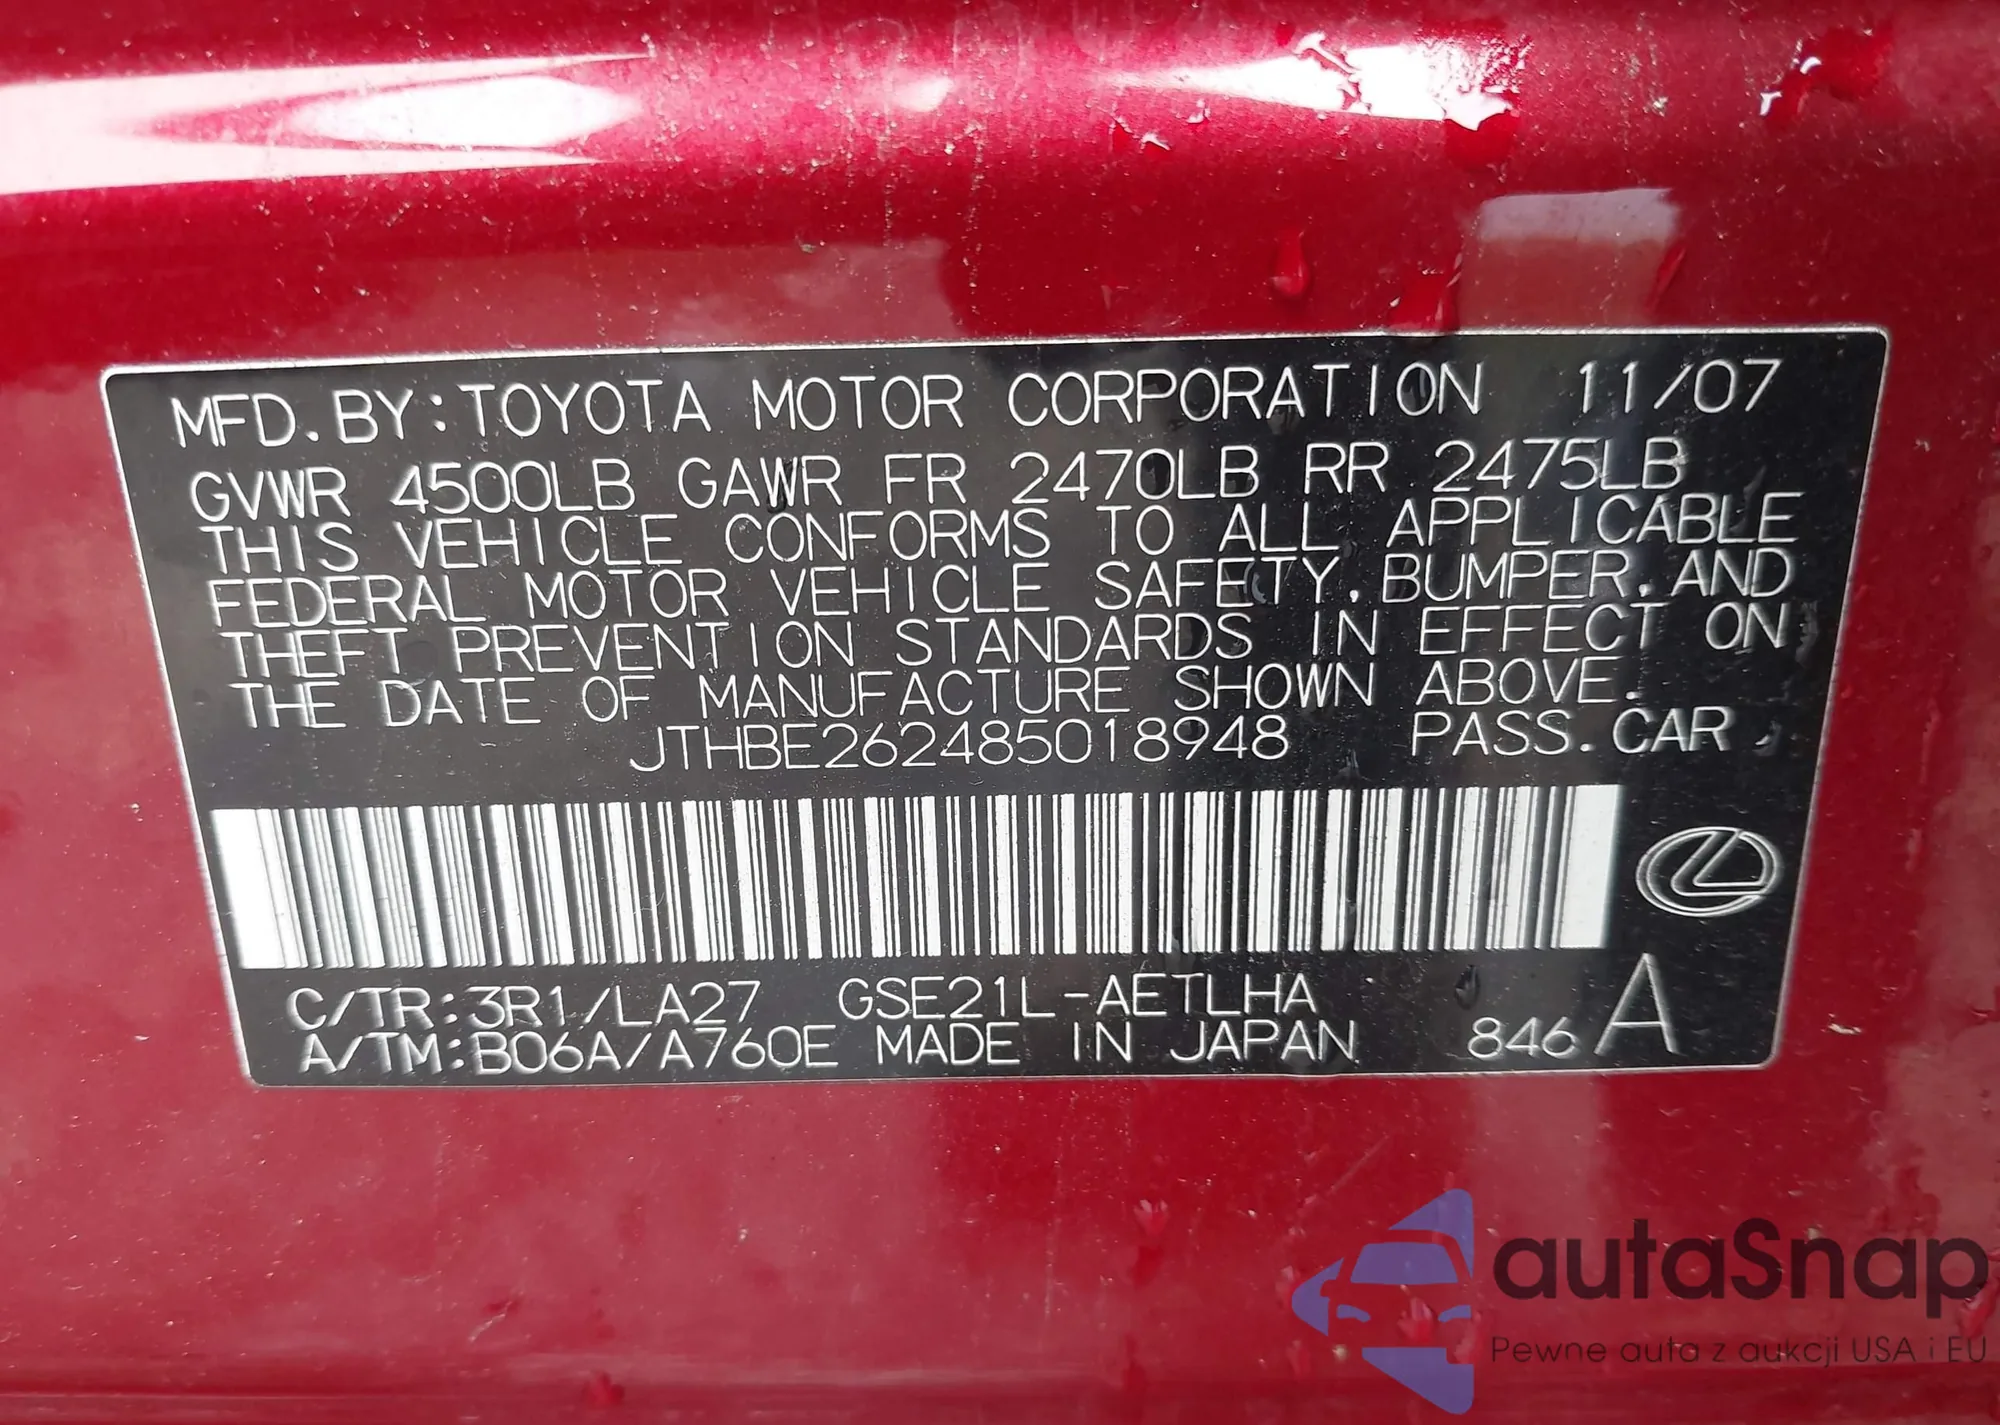 MFD. BY: TOYOTA MOTOR CORPORATION 11/07
GVWR 4500LB GAWR FR 2470LB RR 2475LB
THIS VEHICLE CONFORMS TO ALL APPLICABLE
FEDERAL MOTOR VEHICLE SAFETY, BUMPER, AND
THEFT PREVENTION STANDARDS IN EFFECT ON
THE DATE OF MANUFACTURE SHOWN ABOVE.
JTHBE262485018948 PASS. CAR
C/TR: 3R1/LA27 GSE21L-AETLHA
A/TM: B06A/A760E MADE IN JAPAN 846 A
autaSnap
Pewne auta z aukcji USA i EU